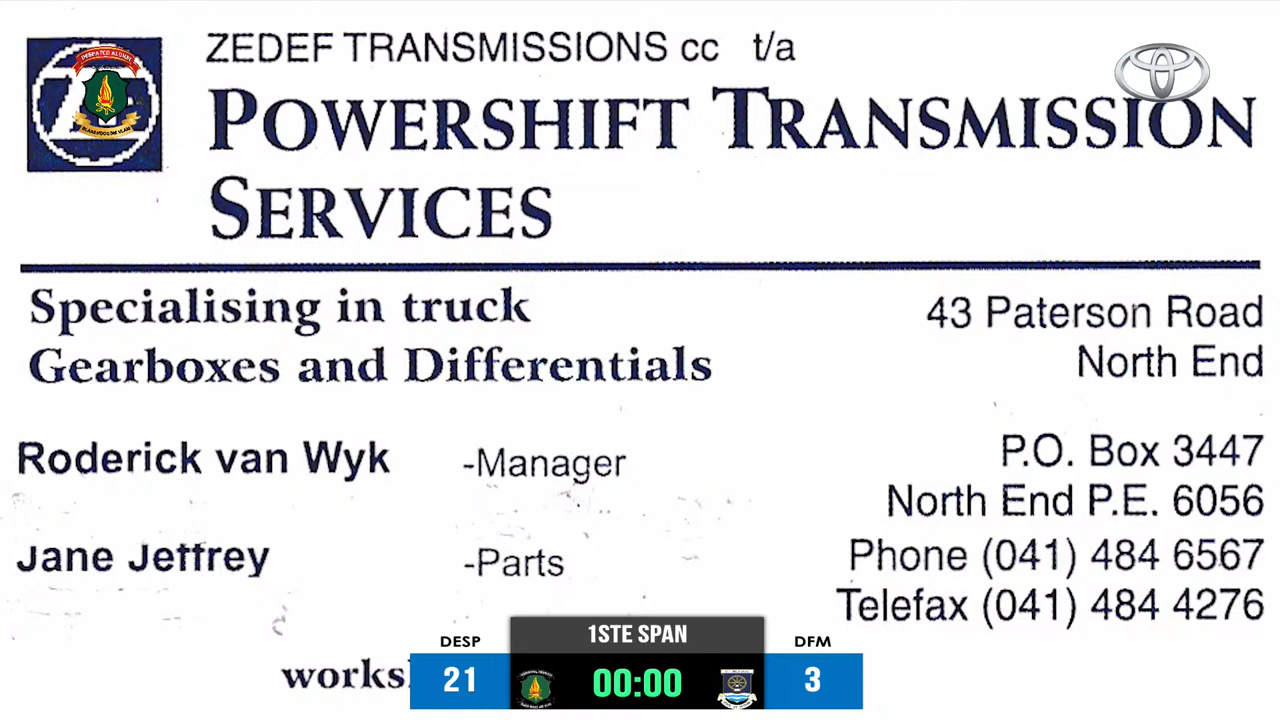 ZEDEF TRANSMISSIONS cc t/a
POWERSHIFT TRANSMISSION
SERVICES
Specialising in truck
Gearboxes and Differentials
43 Paterson Road
North End
Roderick van Wyk -Manager
P.O. Box 3447
North End P.E. 6056
Jane Jeffrey -Parts
Phone (041) 484 6567
Telefax (041) 484 4276
DESP 1STE SPAN DFM
21 00:00 3